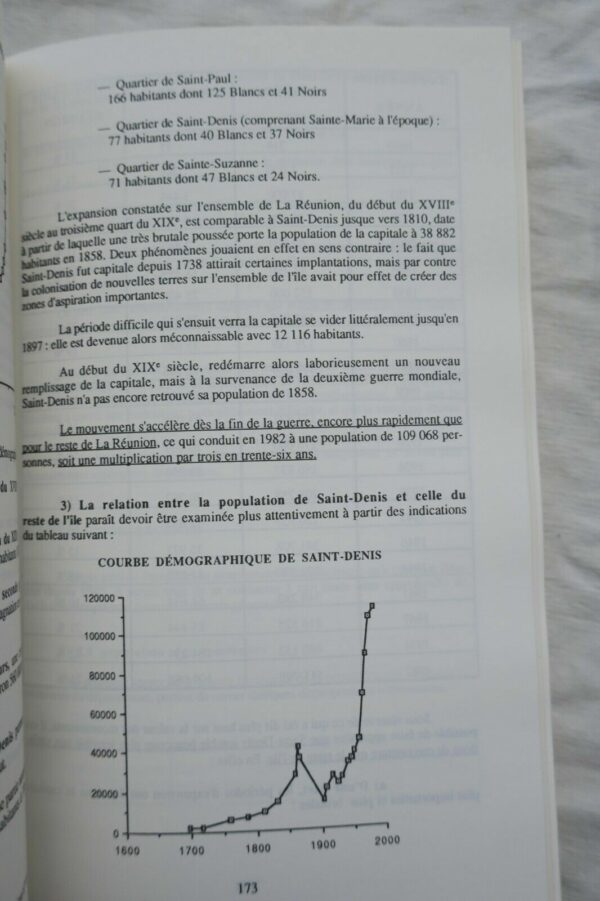 — Quartier de Saint-Paul :
166 habitants dont 125 Blancs et 41 Noirs
— Quartier de Saint-Denis (comprenant Sainte-Marie à l'époque) :
77 habitants dont 40 Blancs et 37 Noirs
— Quartier de Sainte-Suzanne :
71 habitants dont 47 Blancs et 24 Noirs.
L'expansion constatée sur l'ensemble de La Réunion, du début du XVIIIe
siècle au troisième quart du XIXe, est comparable à Saint-Denis jusque vers 1810, date
à partir de laquelle une très brutale poussée porte la population de la capitale à 38 882
habitants en 1858. Deux phénomènes jouaient en effet en sens contraire : le fait que
Saint-Denis fut capitale depuis 1738 attirait certaines implantations, mais par contre
la colonisation de nouvelles terres sur l'ensemble de l'île avait pour effet de créer des
zones d'aspiration importantes.
La période difficile qui s'ensuit verra la capitale se vider littéralement jusqu'en
1897 : elle est devenue alors méconnaissable avec 12 116 habitants.
Au début du XIXe siècle, redémarre alors laborieusement un nouveau
remplissage de la capitale, mais à la survenance de la deuxième guerre mondiale,
Saint-Denis n'a pas encore retrouvé sa population de 1858.
Le mouvement s'accélère dès la fin de la guerre, encore plus rapidement que
pour le reste de La Réunion, ce qui conduit en 1982 à une population de 109 068 per-
sonnes, soit une multiplication par trois en trente-six ans.
3) La relation entre la population de Saint-Denis et celle du
reste de l'île paraît devoir être examinée plus attentivement à partir des indications
du tableau suivant :
COURBE DÉMOGRAPHIQUE DE SAINT-DENIS
120000
100000
80000
60000
40000
20000
0
1600 1700 1800 1900 2000
173